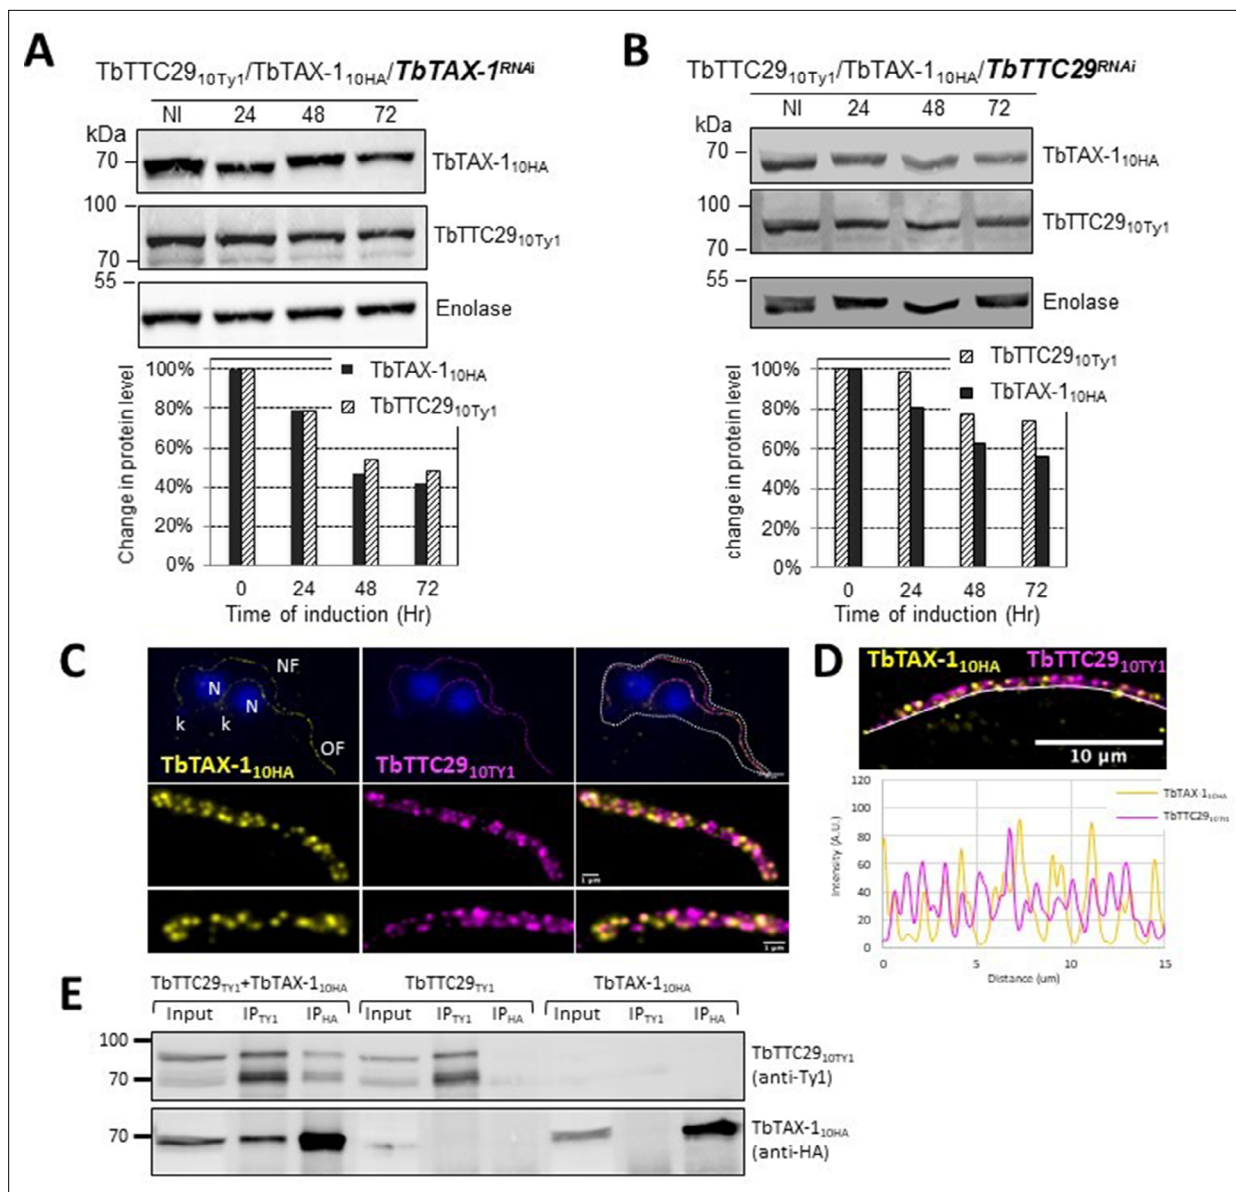 A
TbTTC29₁₀Ty1/TbTAX-1₁₀HA/TbTAX-1RNAi
NI 24 48 72
kDa
70
TbTAX-110HA
100
TbTTC2910Ty1
70
55
Enolase
100%
80%
60%
40%
20%
0%
Change in protein level
TbTAX-110HA
TbTTC2910Ty1
0 24 48 72
Time of induction (Hr)
B
TbTTC2910Ty1/TbTAX-110HA/TbTTC29RNAi
NI 24 48 72
kDa
70
TbTAX-110HA
100
TbTTC2910Ty1
70
55
Enolase
100%
80%
60%
40%
20%
0%
change in protein level
TbTTC2910Ty1
TbTAX-110HA
0 24 48 72
Time of induction (Hr)
C
NF
N
N
k k
OF
TbTAX-110HA
TbTTC2910TY1
1 µm
1 µm
D
TbTAX-110HA TbTTC2910TY1
10 µm
120
100
80
60
40
20
0
Intensity (A.U.)
TbTAX-110HA
TbTTC2910TY1
0 5 10 15
Distance (um)
E
TbTTC29TY1+TbTAX-110HA TbTTC29TY1 TbTAX-110HA
Input IPTY1 IPHA Input IPTY1 IPHA Input IPTY1 IPHA
100
70
TbTTC2910TY1
(anti-Ty1)
70
TbTAX-110HA
(anti-HA)